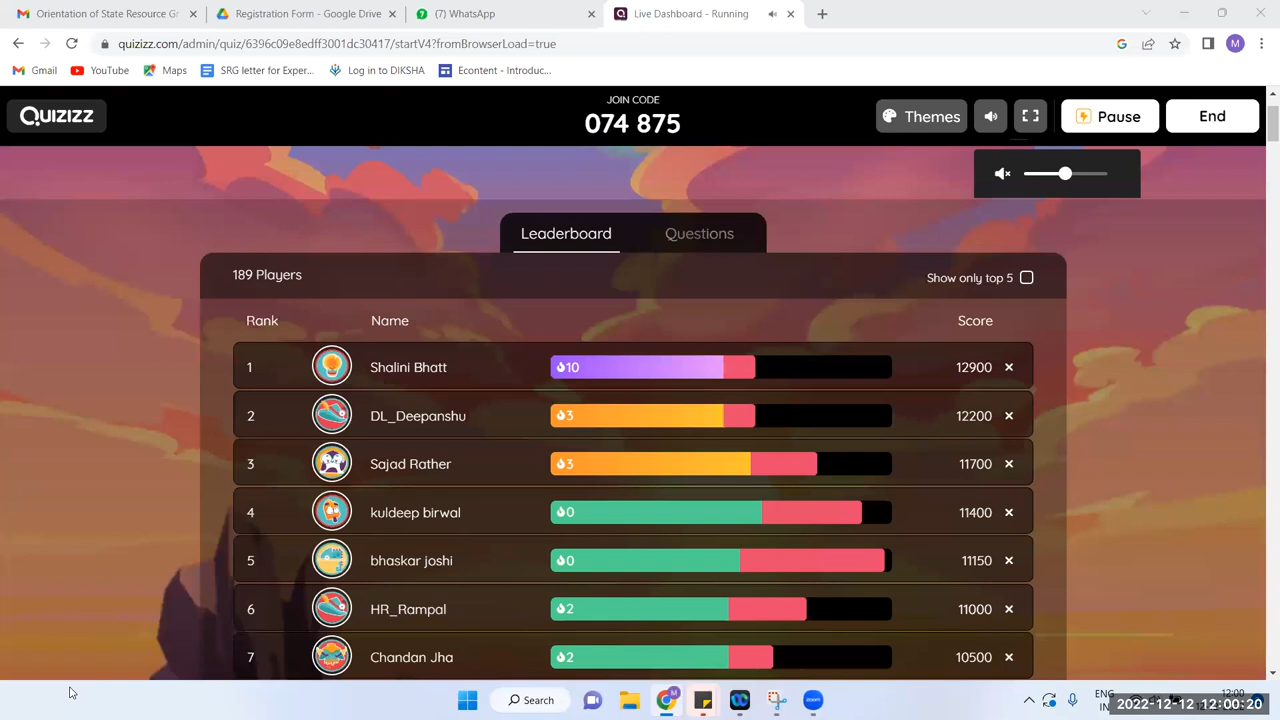 Orientation of State Resource Gr
Registration Form - Google Drive
(7) WhatsApp
Live Dashboard - Running
quizizz.com/admin/quiz/6396c09e8edff3001dc30417/startV4?fromBrowserLoad=true
M
Gmail
YouTube
Maps
SRG letter for Exper...
Log in to DIKSHA
Econtent - Introduc...
QUIZIZZ
JOIN CODE
074 875
Themes
Pause
End
Leaderboard
Questions
189 Players
Show only top 5
Rank Name Score
1 Shalini Bhatt 10 12900
2 DL_Deepanshu 3 12200
3 Sajad Rather 3 11700
4 kuldeep birwal 0 11400
5 bhaskar joshi 0 11150
6 HR_Rampal 2 11000
7 Chandan Jha 2 10500
Search
zoom
ENG
IN
12:00
2022-12-12 12:00:20